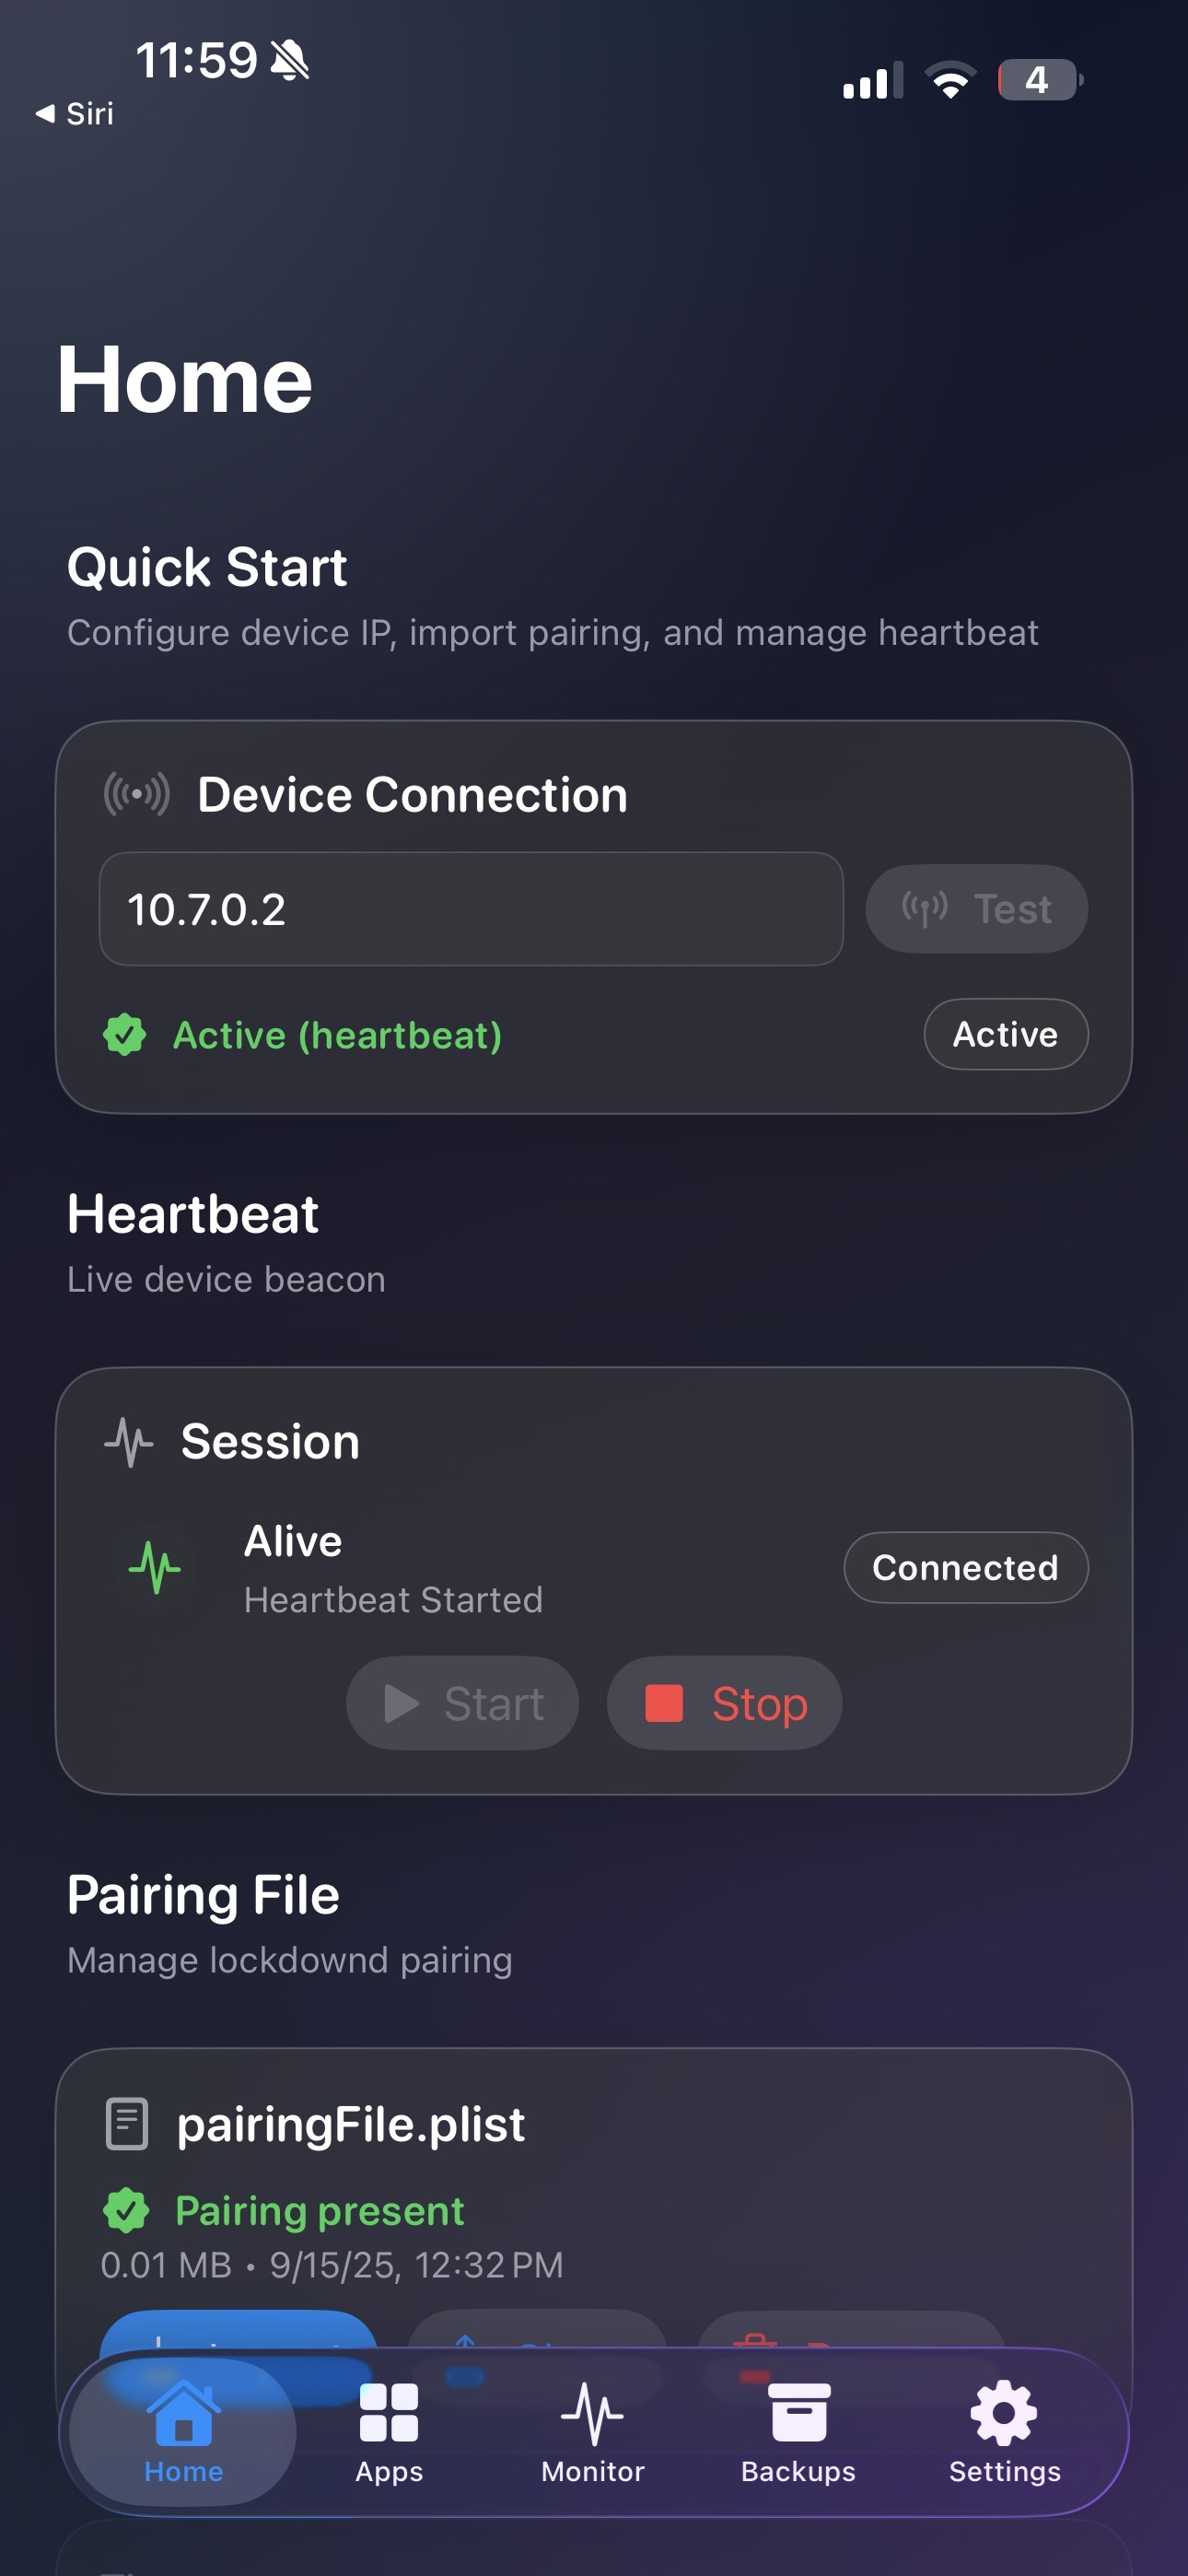 11:59
4
Siri
Home
Quick Start
Configure device IP, import pairing, and manage heartbeat
Device Connection
10.7.0.2
Test
Active (heartbeat)
Active
Heartbeat
Live device beacon
Session
Alive
Heartbeat Started
Connected
Start
Stop
Pairing File
Manage lockdownd pairing
pairingFile.plist
Pairing present
0.01 MB • 9/15/25, 12:32 PM
Home
Apps
Monitor
Backups
Settings